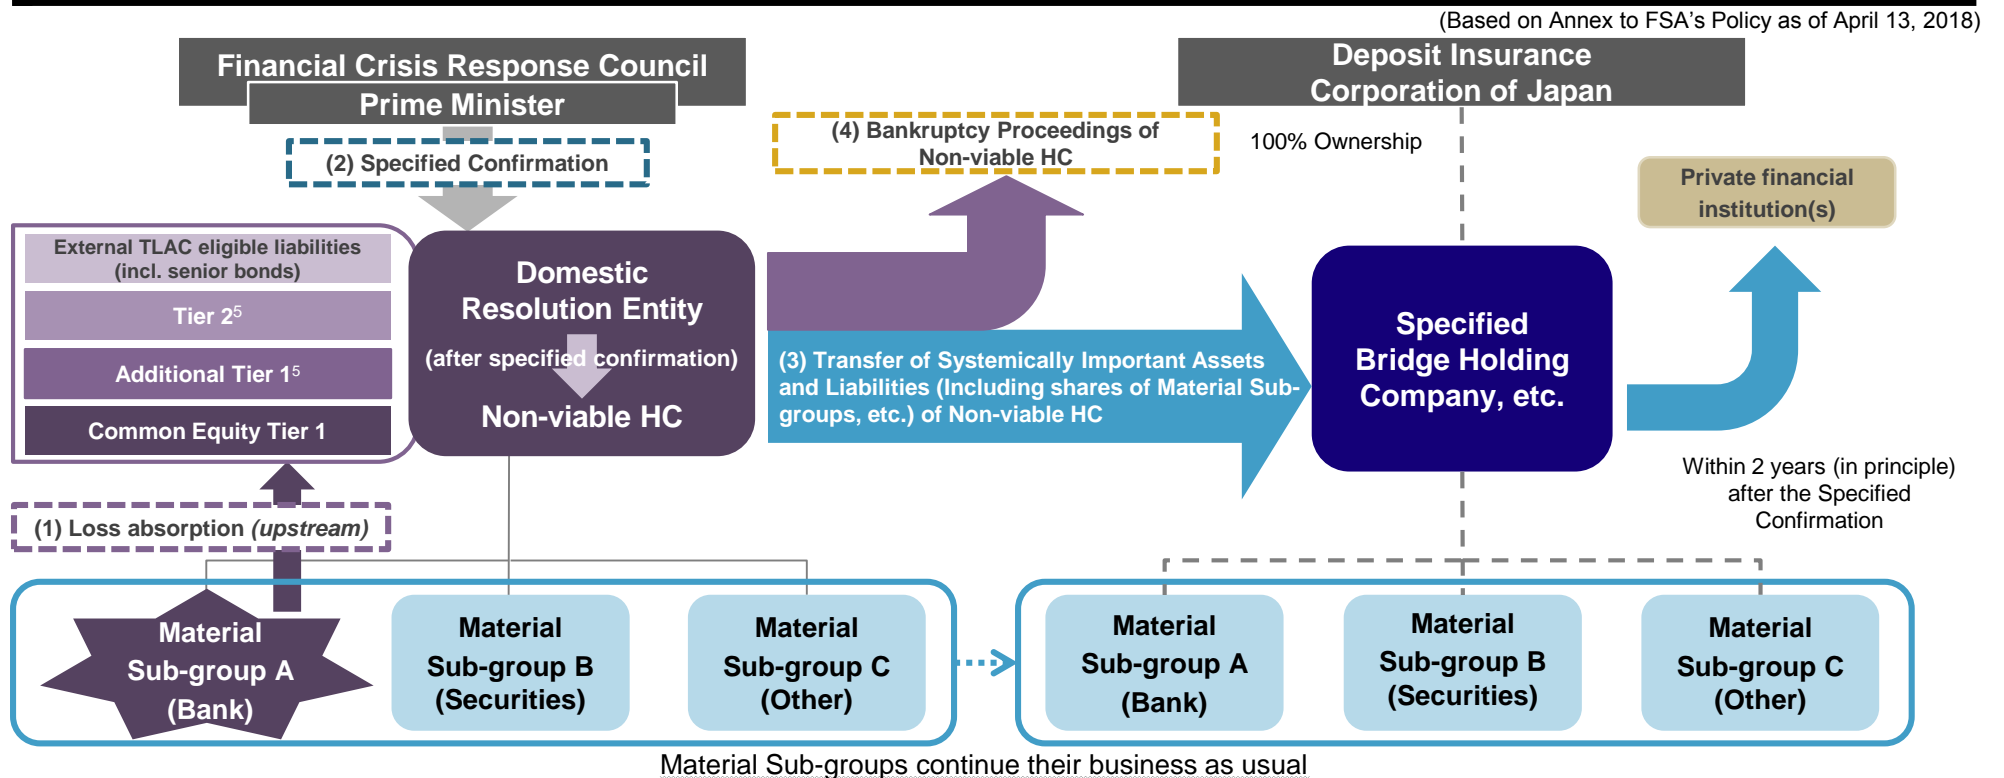 (Based on Annex to FSA's Policy as of April 13, 2018)
Financial Crisis Response Council
Prime Minister
Deposit Insurance
Corporation of Japan
(2) Specified Confirmation
(4) Bankruptcy Proceedings of
Non-viable HC
100% Ownership
Private financial
institution(s)
External TLAC eligible liabilities
(incl. senior bonds)
Tier 2⁵
Additional Tier 1⁵
Common Equity Tier 1
Domestic
Resolution Entity
(after specified confirmation)
Non-viable HC
(3) Transfer of Systemically Important Assets
and Liabilities (Including shares of Material Sub-
groups, etc.) of Non-viable HC
Specified
Bridge Holding
Company, etc.
Within 2 years (in principle)
after the Specified
Confirmation
(1) Loss absorption (upstream)
Material
Sub-group A
(Bank)
Material
Sub-group B
(Securities)
Material
Sub-group C
(Other)
Material
Sub-group A
(Bank)
Material
Sub-group B
(Securities)
Material
Sub-group C
(Other)
Material Sub-groups continue their business as usual